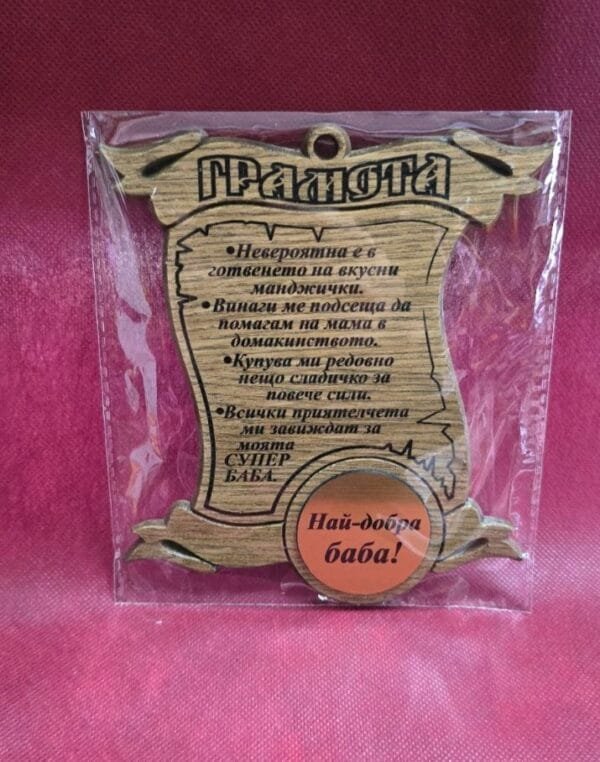 ГРАМОТА
•Невероятна е в
готвенето на вкусни
манджички.
•Винаги ме подсеща да
помагам на мама в
домакинството.
•Купува ми редовно
нещо сладичко за
повече сили.
•Всички приятелчета
ми завиждат за
моята
СУПЕР
БАБА.
Най-добра
баба!